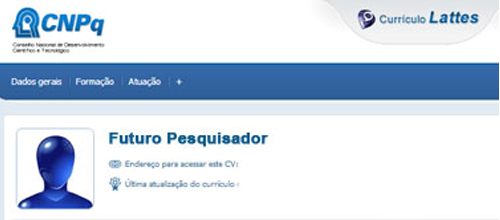 CNPq
Conselho Nacional de Desenvolvimento
Científico e Tecnológico
Currículo Lattes
Dados gerais Formação Atuação +
Futuro Pesquisador
Endereço para acessar este CV:
Última atualização do currículo :